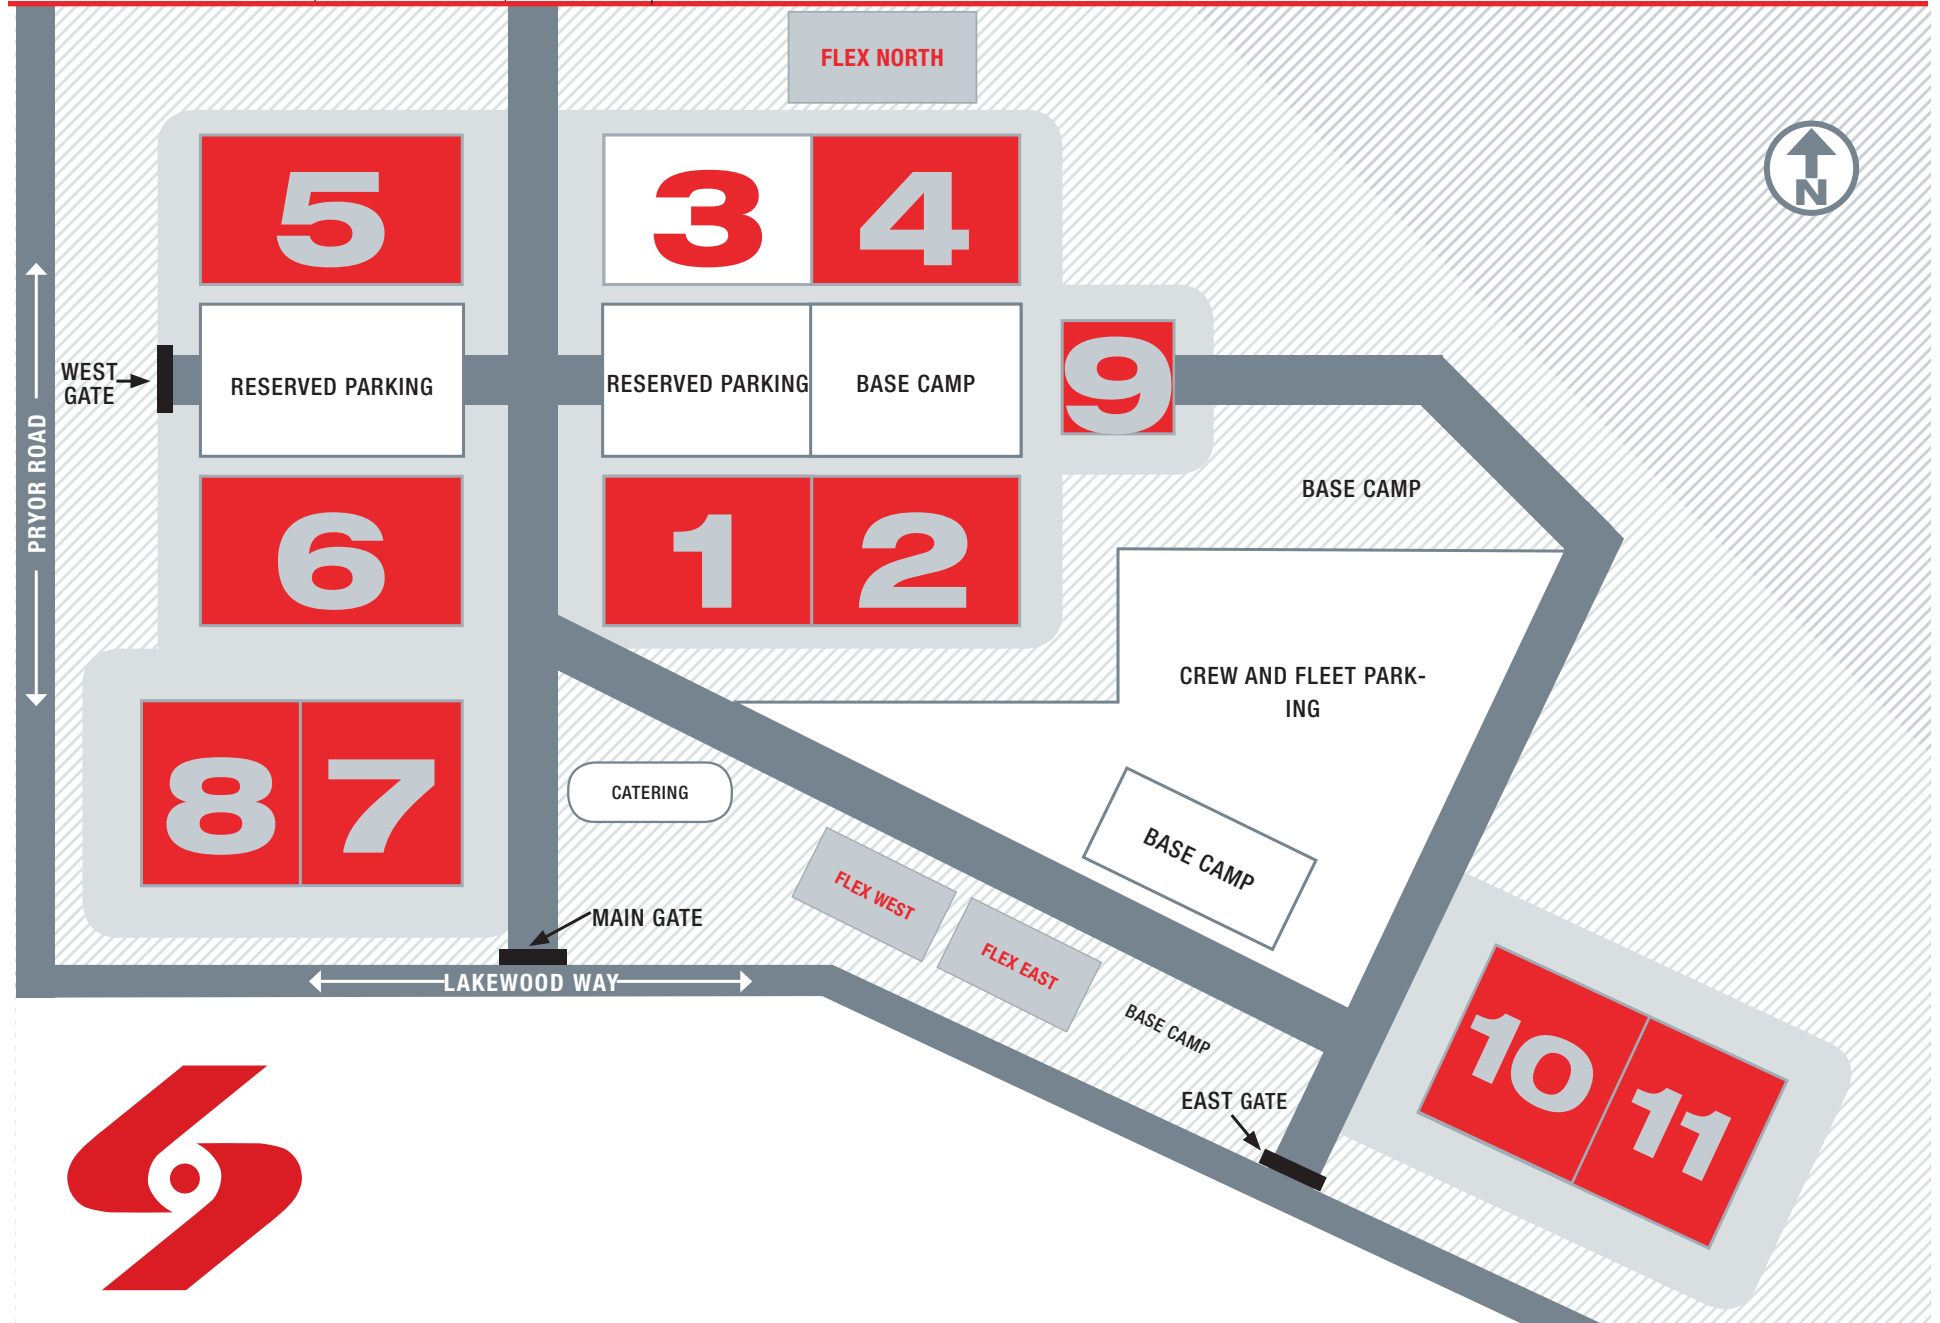 FLEX NORTH
5
3
4
N
WEST
GATE
RESERVED PARKING
RESERVED PARKING
BASE CAMP
9
PRYOR ROAD
BASE CAMP
6
1
2
CREW AND FLEET PARK-
ING
8
7
CATERING
BASE CAMP
FLEX WEST
MAIN GATE
FLEX EAST
LAKEWOOD WAY
BASE CAMP
EAST GATE
10
11